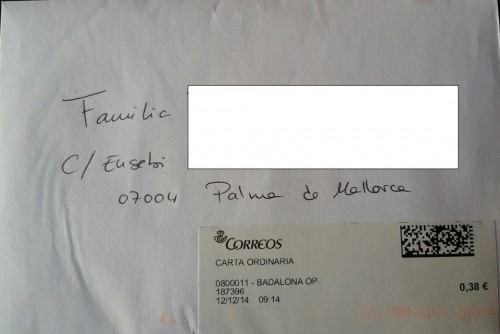 Familia
C/ Eusebi
07004 Palma de Mallorca
CORREOS
CARTA ORDINARIA
0800011 - BADALONA OP
187396
0,38 €
12/12/14 09:14